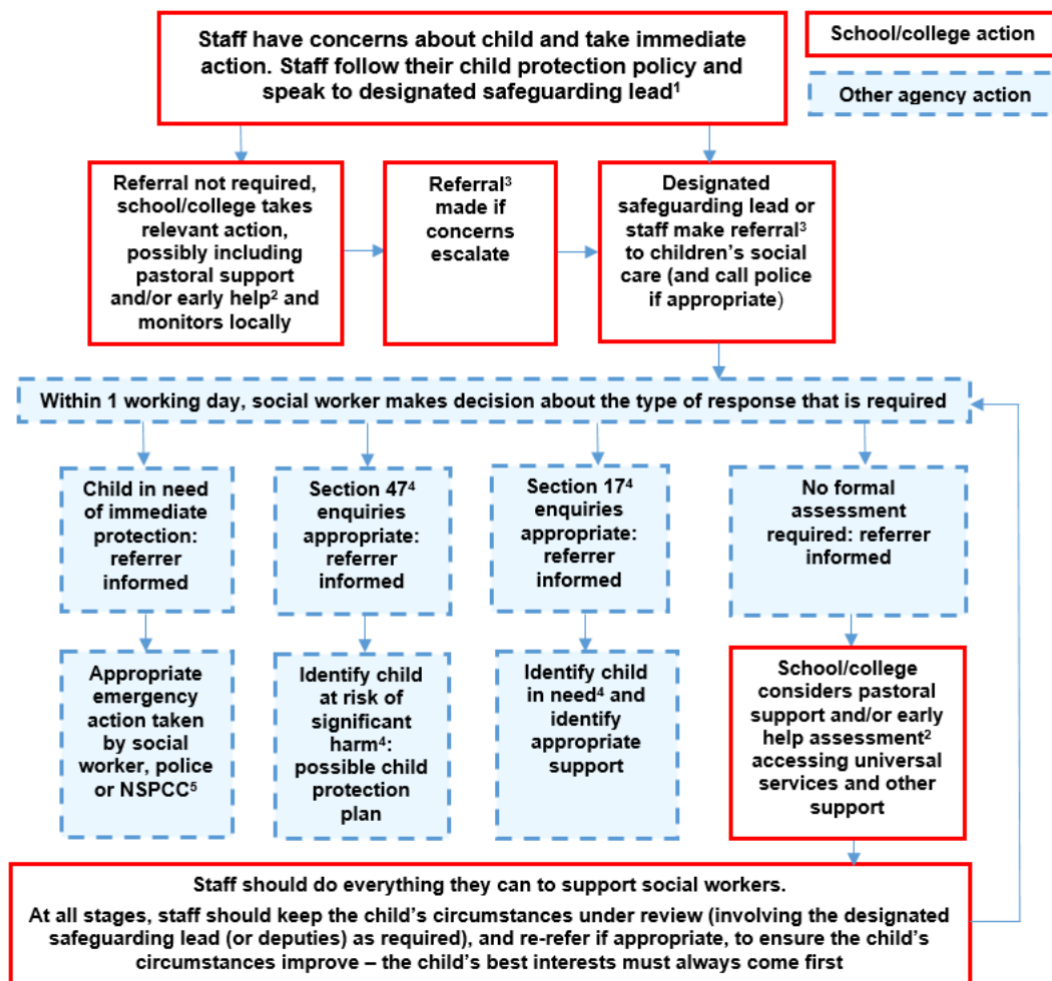 Staff have concerns about child and take immediate
action. Staff follow their child protection policy and
speak to designated safeguarding lead¹
School/college action
Other agency action
Referral not required,
school/college takes
relevant action,
possibly including
pastoral support
and/or early help² and
monitors locally
Referral³
made if
concerns
escalate
Designated
safeguarding lead or
staff make referral³
to children’s social
care (and call police
if appropriate)
Within 1 working day, social worker makes decision about the type of response that is required
Child in need
of immediate
protection:
referrer
informed
Section 47⁴
enquiries
appropriate:
referrer
informed
Section 17⁴
enquiries
appropriate:
referrer
informed
No formal
assessment
required: referrer
informed
Appropriate
emergency
action taken
by social
worker, police
or NSPCC⁵
Identify child
at risk of
significant
harm⁴:
possible child
protection
plan
Identify child
in need⁴ and
identify
appropriate
support
School/college
considers pastoral
support and/or early
help assessment²
accessing universal
services and other
support
Staff should do everything they can to support social workers.
At all stages, staff should keep the child’s circumstances under review (involving the designated
safeguarding lead (or deputies) as required), and re-refer if appropriate, to ensure the child’s
circumstances improve – the child’s best interests must always come first